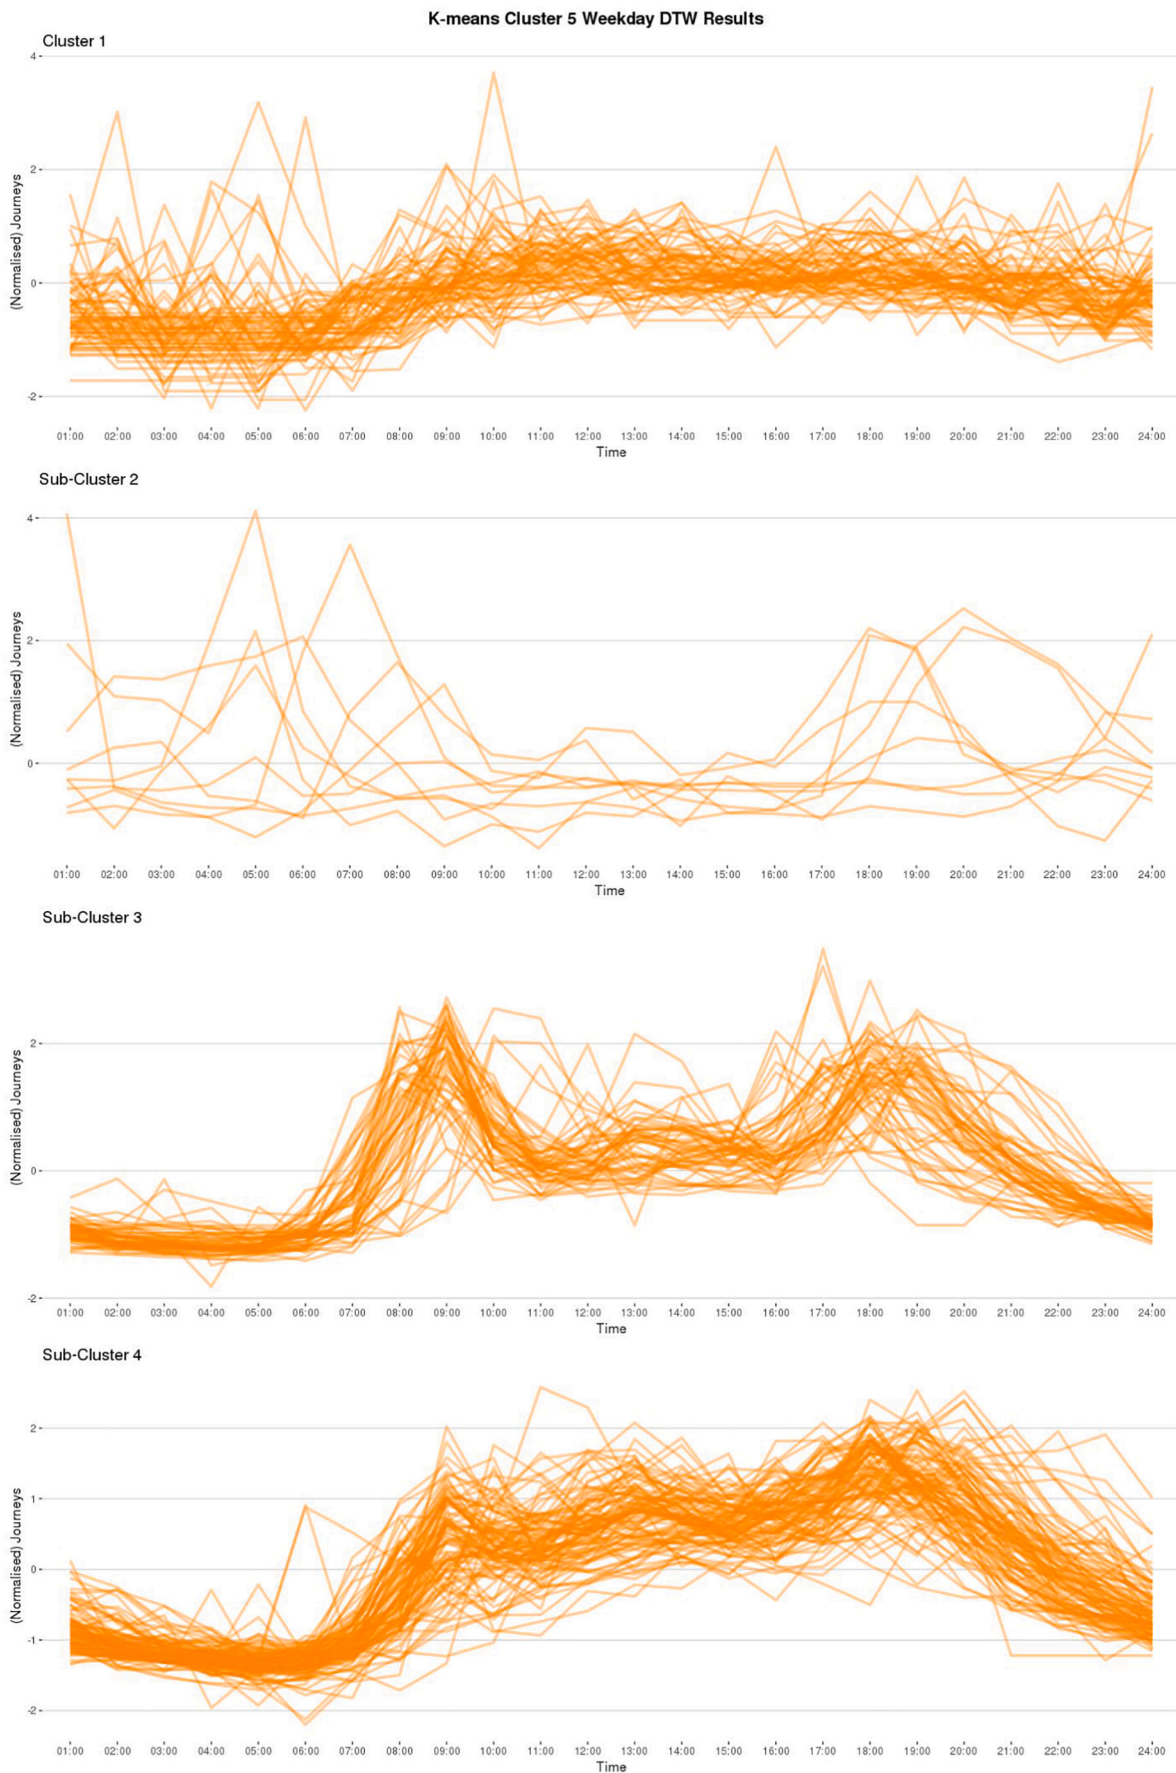 K-means Cluster 5 Weekday DTW Results
Cluster 1
(Normalised) Journeys
4
2
0
-2
01:00 02:00 03:00 04:00 05:00 06:00 07:00 08:00 09:00 10:00 11:00 12:00 13:00 14:00 15:00 16:00 17:00 18:00 19:00 20:00 21:00 22:00 23:00 24:00
Time
Sub-Cluster 2
(Normalised) Journeys
4
2
0
01:00 02:00 03:00 04:00 05:00 06:00 07:00 08:00 09:00 10:00 11:00 12:00 13:00 14:00 15:00 16:00 17:00 18:00 19:00 20:00 21:00 22:00 23:00 24:00
Time
Sub-Cluster 3
(Normalised) Journeys
2
0
-2
01:00 02:00 03:00 04:00 05:00 06:00 07:00 08:00 09:00 10:00 11:00 12:00 13:00 14:00 15:00 16:00 17:00 18:00 19:00 20:00 21:00 22:00 23:00 24:00
Time
Sub-Cluster 4
(Normalised) Journeys
2
1
0
-1
-2
01:00 02:00 03:00 04:00 05:00 06:00 07:00 08:00 09:00 10:00 11:00 12:00 13:00 14:00 15:00 16:00 17:00 18:00 19:00 20:00 21:00 22:00 23:00 24:00
Time